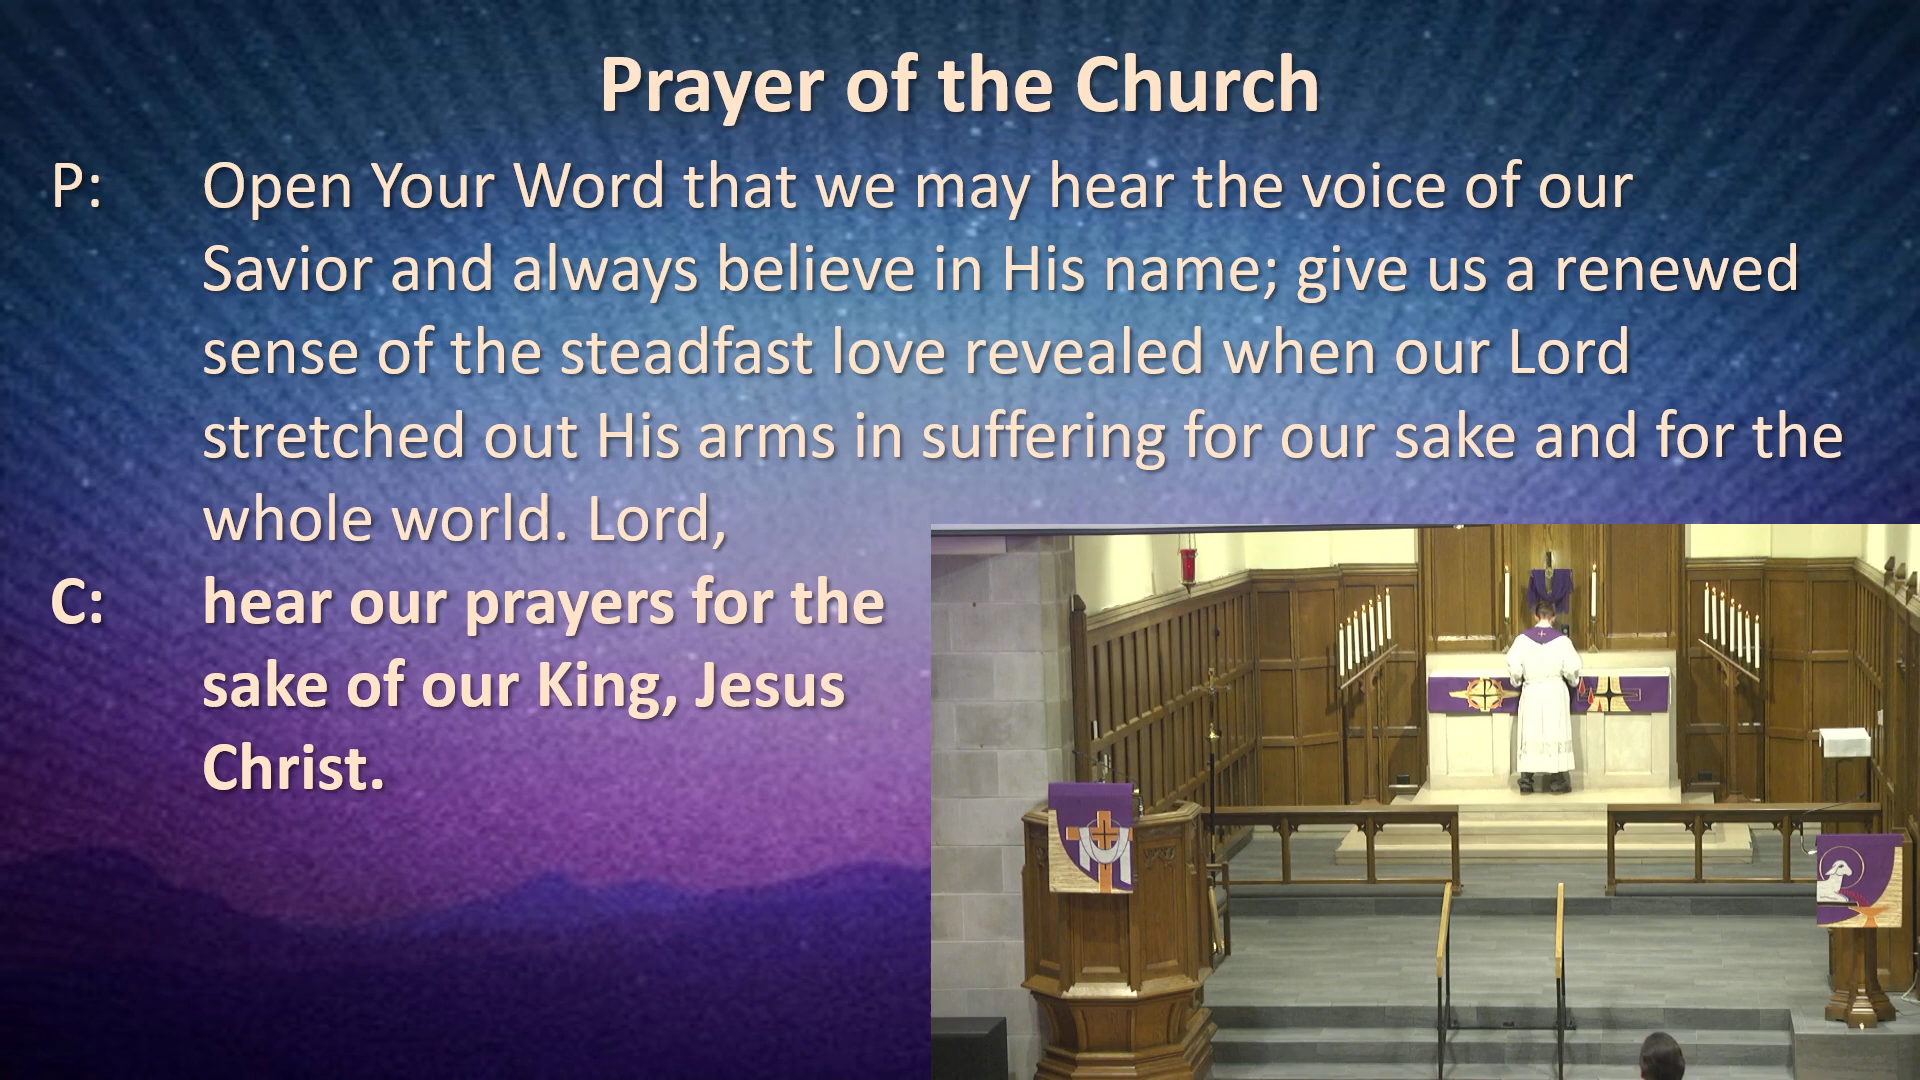 Prayer of the Church
P: Open Your Word that we may hear the voice of our
Savior and always believe in His name; give us a renewed
sense of the steadfast love revealed when our Lord
stretched out His arms in suffering for our sake and for the
whole world. Lord,
C: hear our prayers for the
sake of our King, Jesus
Christ.